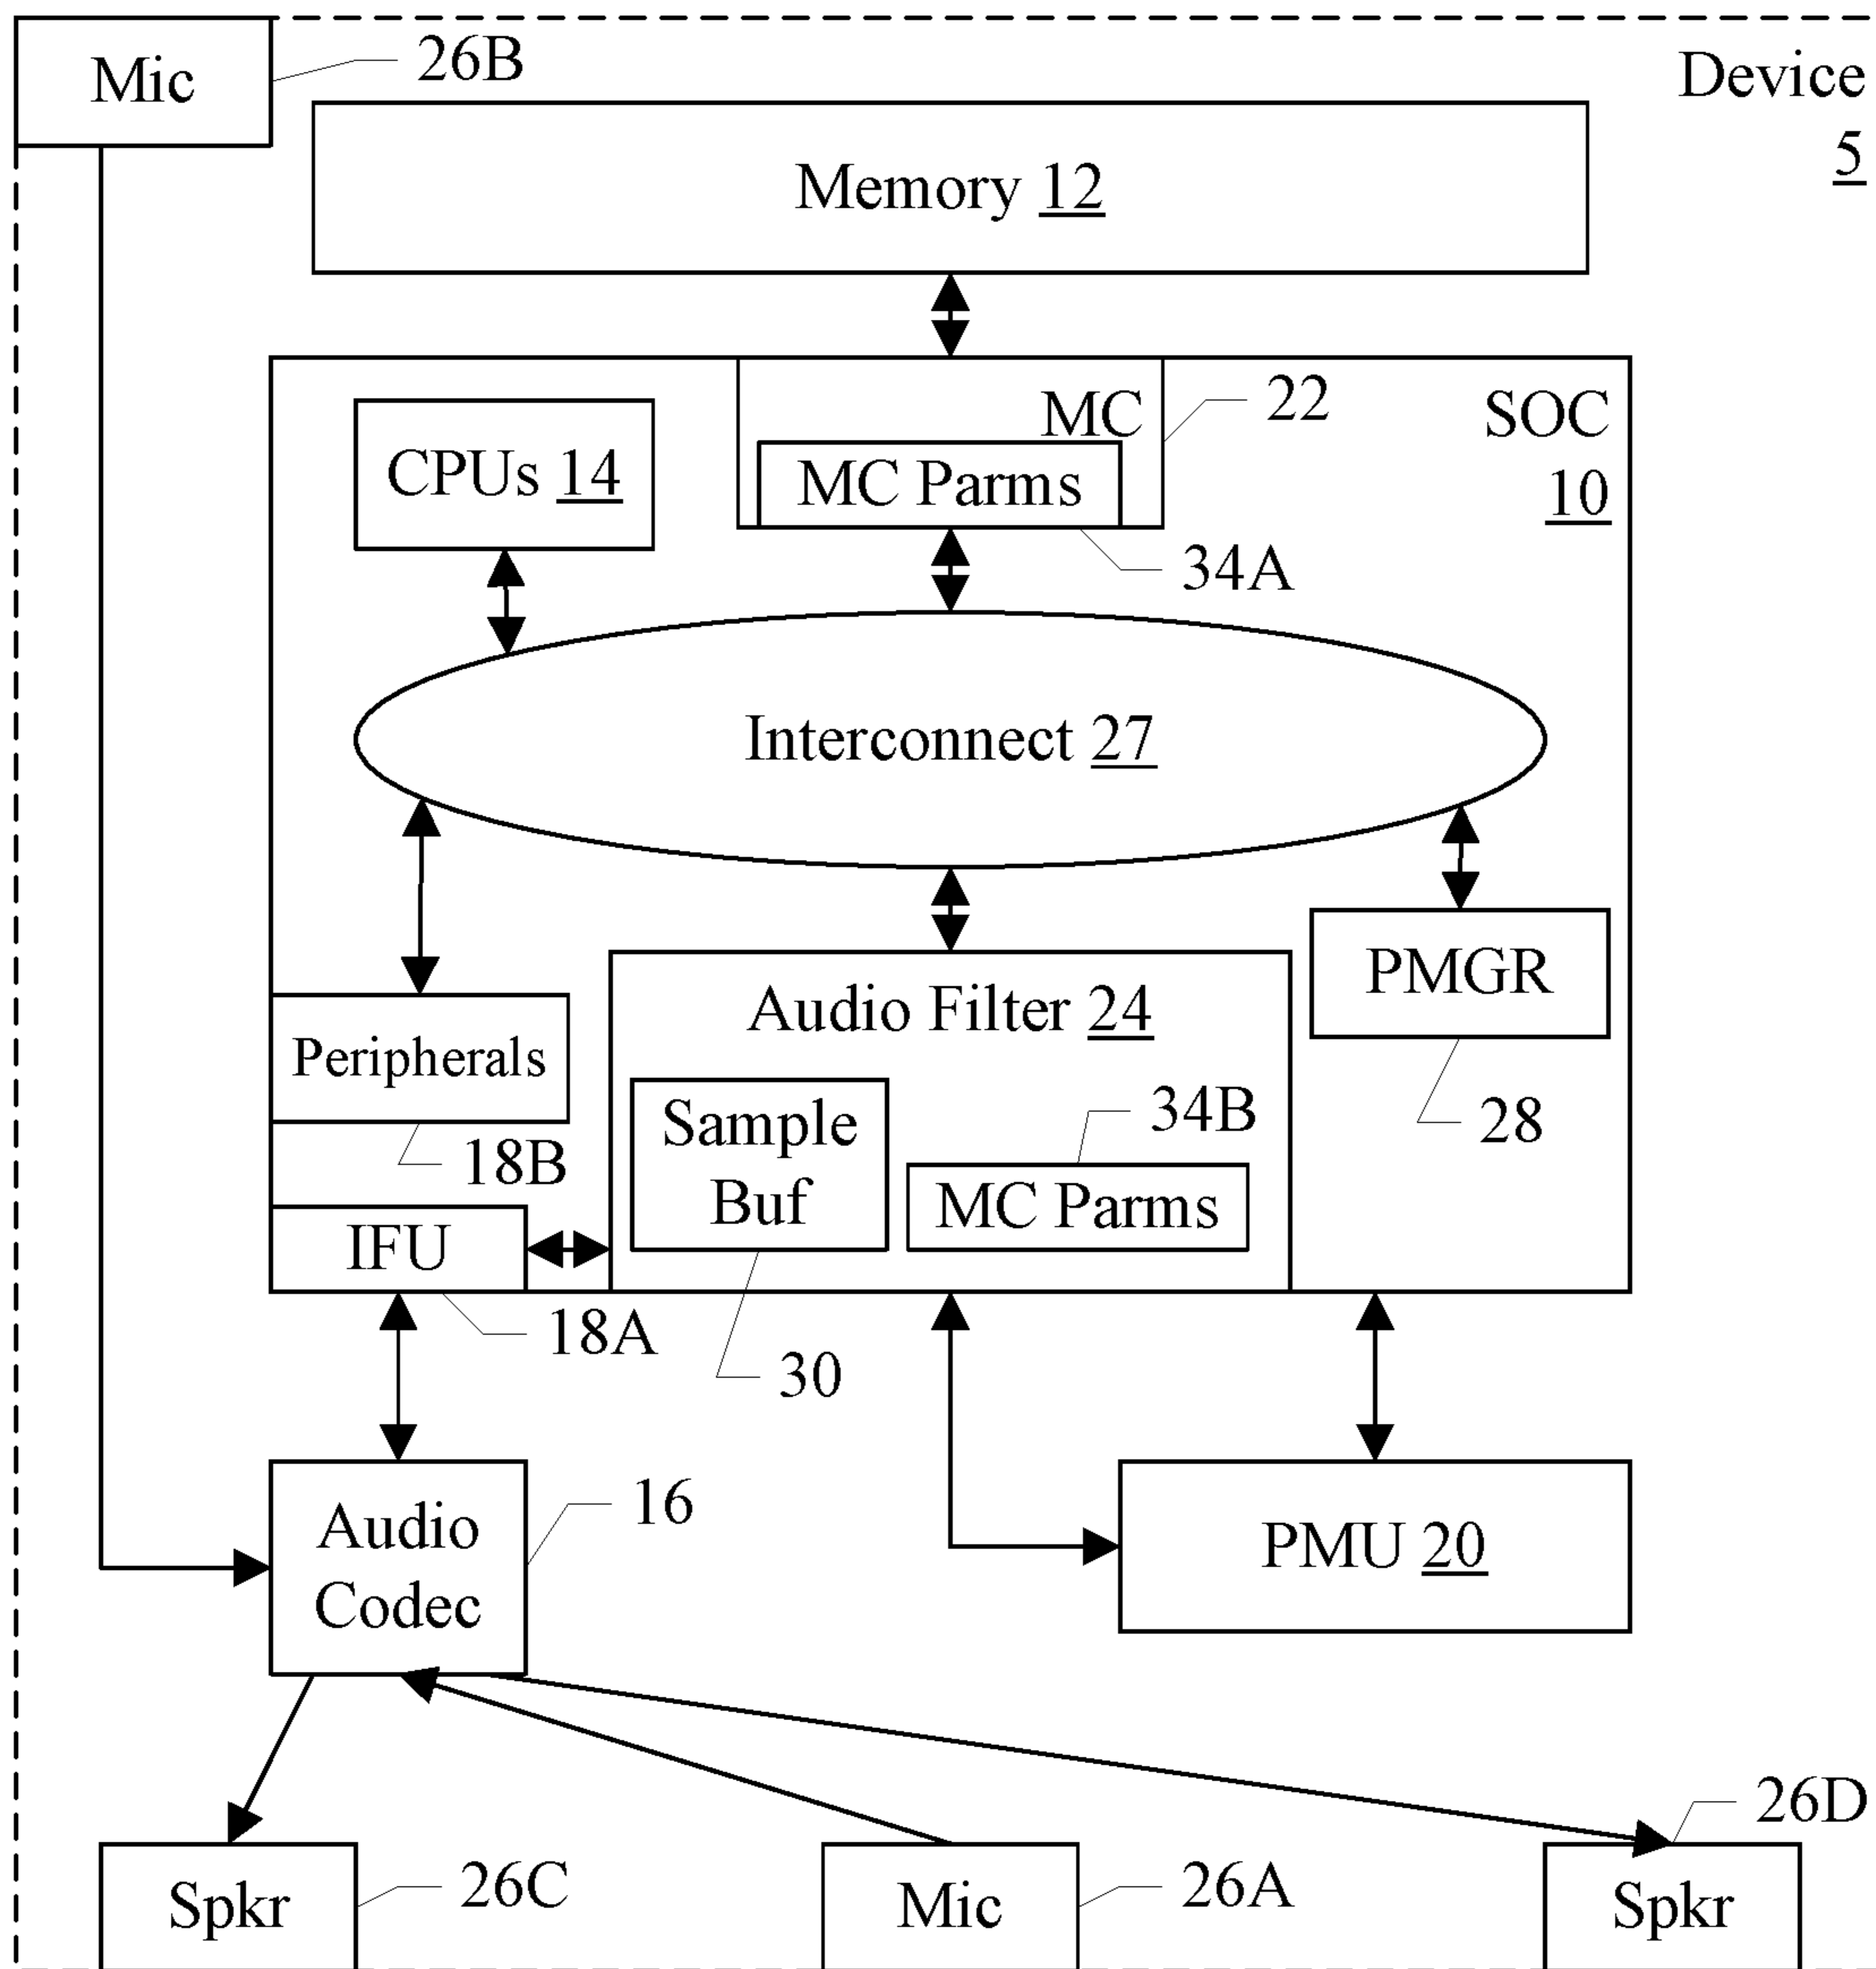 Mic
26B
Device
5
Memory 12
MC
22
SOC
10
CPUs 14
MC Parms
34A
Interconnect 27
PMGR
28
Audio Filter 24
Peripherals
18B
Sample
Buf
34B
MC Parms
IFU
18A
30
Audio
Codec
16
PMU 20
26D
Spkr
26C
Mic
26A
Spkr